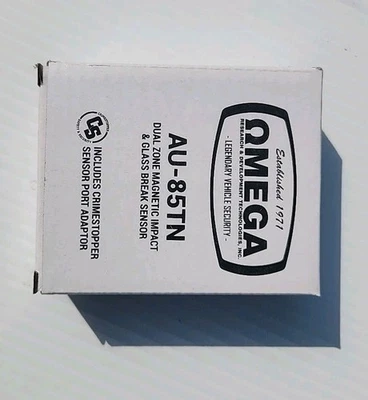 Established 1971
ΩMEGA
RESEARCH & DEVELOPMENT TECHNOLOGIES, INC.
- LEGENDARY VEHICLE SECURITY -
AU-85TN
DUAL ZONE MAGNETIC IMPACT
& GLASS BREAK SENSOR
CS
INCLUDES CRIMESTOPPER
SENSOR PORT ADAPTOR